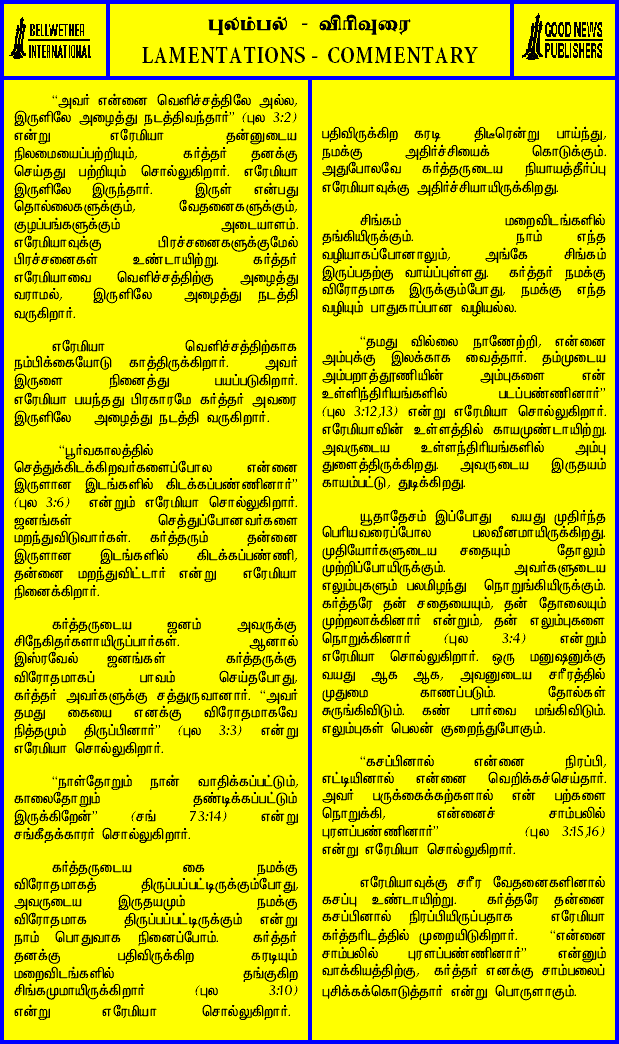 BELLWETHER
INTERNATIONAL
புலம்பல் - விரிவுரை
LAMENTATIONS - COMMENTARY
GOOD NEWS
PUBLISHERS
“அவர் என்னை வெளிச்சத்திலே அல்ல,
இருளிலே அழைத்து நடத்திவந்தார்” (புல 3:2)
என்று எரேமியா தன்னுடைய
நிலமையைப்பற்றியும், கர்த்தர் தனக்கு
செய்தது பற்றியும் சொல்லுகிறார். எரேமியா
இருளிலே இருந்தார். இருள் என்பது
தொல்லைகளுக்கும், வேதனைகளுக்கும்,
குழப்பங்களுக்கும் அடையாளம்.
எரேமியாவுக்கு பிரச்சனைகளுக்குமேல்
பிரச்சனைகள் உண்டாயிற்று. கர்த்தர்
எரேமியாவை வெளிச்சத்திற்கு அழைத்து
வராமல், இருளிலே அழைத்து நடத்தி
வருகிறார்.
எரேமியா வெளிச்சத்திற்காக
நம்பிக்கையோடு காத்திருக்கிறார். அவர்
இருளை நினைத்து பயப்படுகிறார்.
எரேமியா பயந்தது பிரகாரமே கர்த்தர் அவரை
இருளிலே அழைத்து நடத்தி வருகிறார்.
“பூர்வகாலத்தில்
செத்துக்கிடக்கிறவர்களைப்போல என்னை
இருளான இடங்களில் கிடக்கப்பண்ணினார்”
(புல 3:6) என்றும் எரேமியா சொல்லுகிறார்.
ஜனங்கள் செத்துப்போனவர்களை
மறந்துவிடுவார்கள். கர்த்தரும் தன்னை
இருளான இடங்களில் கிடக்கப்பண்ணி,
தன்னை மறந்துவிட்டார் என்று எரேமியா
நினைக்கிறார்.
கர்த்தருடைய ஜனம் அவருக்கு
சிநேகிதர்களாயிருப்பார்கள். ஆனால்
இஸ்ரவேல் ஜனங்கள் கர்த்தருக்கு
விரோதமாகப் பாவம் செய்தபோது,
கர்த்தர் அவர்களுக்கு சத்துருவானார். “அவர்
தமது கையை எனக்கு விரோதமாகவே
நித்தமும் திருப்பினார்” (புல 3:3) என்று
எரேமியா சொல்லுகிறார்.
“நாள்தோறும் நான் வாதிக்கப்பட்டும்,
காலைதோறும் தண்டிக்கப்பட்டும்
இருக்கிறேன்” (சங் 73:14) என்று
சங்கீதக்காரர் சொல்லுகிறார்.
கர்த்தருடைய கை நமக்கு
விரோதமாகத் திருப்பப்பட்டிருக்கும்போது,
அவருடைய இருதயமும் நமக்கு
விரோதமாக திருப்பப்பட்டிருக்கும் என்று
நாம் பொதுவாக நினைப்போம். கர்த்தர்
தனக்கு பதிவிருக்கிற கரடியும்
மறைவிடங்களில் தங்குகிற
சிங்கமுமாயிருக்கிறார் (புல 3:10)
என்று எரேமியா சொல்லுகிறார்.
பதிவிருக்கிற கரடி திடீரென்று பாய்ந்து,
நமக்கு அதிர்ச்சியைக் கொடுக்கும்.
அதுபோலவே கர்த்தருடைய நியாயத்தீர்ப்பு
எரேமியாவுக்கு அதிர்ச்சியாயிருக்கிறது.
சிங்கம் மறைவிடங்களில்
தங்கியிருக்கும். நாம் எந்த
வழியாகப்போனாலும், அங்கே சிங்கம்
இருப்பதற்கு வாய்ப்புள்ளது. கர்த்தர் நமக்கு
விரோதமாக இருக்கும்போது, நமக்கு எந்த
வழியும் பாதுகாப்பான வழியல்ல.
“தமது வில்லை நாணேற்றி, என்னை
அம்புக்கு இலக்காக வைத்தார். தம்முடைய
அம்பறாத்தூணியின் அம்புகளை என்
உள்ளிந்திரியங்களில் படப்பண்ணினார்”
(புல 3:12,13) என்று எரேமியா சொல்லுகிறார்.
எரேமியாவின் உள்ளத்தில் காயமுண்டாயிற்று.
அவருடைய உள்ளந்திரியங்களில் அம்பு
துளைத்திருக்கிறது. அவருடைய இருதயம்
காயம்பட்டு, துடிக்கிறது.
யூதாதேசம் இப்போது வயது முதிர்ந்த
பெரியவரைப்போல பலவீனமாயிருக்கிறது.
முதியோர்களுடைய சதையும் தோலும்
முற்றிப்போயிருக்கும். அவர்களுடைய
எலும்புகளும் பலமிழந்து நொறுங்கியிருக்கும்.
கர்த்தரே தன் சதையையும், தன் தோலையும்
முற்றலாக்கினார் என்றும், தன் எலும்புகளை
நொறுக்கினார் (புல 3:4) என்றும்
எரேமியா சொல்லுகிறார். ஒரு மனுஷனுக்கு
வயது ஆக ஆக, அவனுடைய சரீரத்தில்
முதுமை காணப்படும். தோல்கள்
சுருங்கிவிடும். கண் பார்வை மங்கிவிடும்.
எலும்புகள் பெலன் குறைந்துபோகும்.
“கசப்பினால் என்னை நிரப்பி,
எட்டியினால் என்னை வெறிக்கச்செய்தார்.
அவர் பருக்கைக்கற்களால் என் பற்களை
நொறுக்கி, என்னைச் சாம்பலில்
புரளப்பண்ணினார்” (புல 3:15,16)
என்று எரேமியா சொல்லுகிறார்.
எரேமியாவுக்கு சரீர வேதனைகளினால்
கசப்பு உண்டாயிற்று. கர்த்தரே தன்னை
கசப்பினால் நிரப்பியிருப்பதாக எரேமியா
கர்த்தரிடத்தில் முறையிடுகிறார். “என்னை
சாம்பலில் புரளப்பண்ணினார்” என்னும்
வாக்கியத்திற்கு, கர்த்தர் எனக்கு சாம்பலைப்
புசிக்கக்கொடுத்தார் என்று பொருளாகும்.